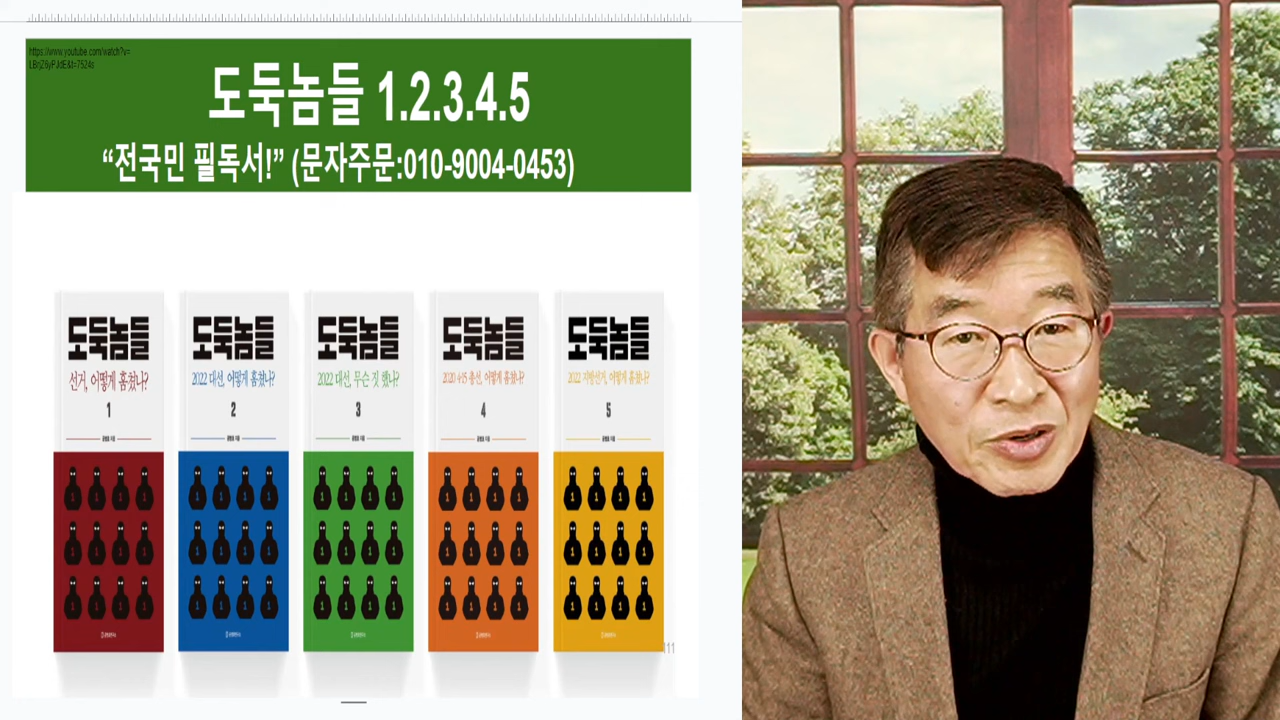 https://www.youtube.com/watch?v=
도둑놈들 1.2.3.4.5
“전국민 필독서!” (문자주문:010-9004-0453)
도둑놈들
선거, 어떻게 훔쳤나?
1
도둑놈들
2022 대선, 어떻게 훔쳤나?
2
도둑놈들
2022 대선, 무슨 짓 했나?
3
도둑놈들
2020 4·15 총선, 어떻게 훔쳤나?
4
도둑놈들
2022 지방선거, 어떻게 훔쳤나?
5
111